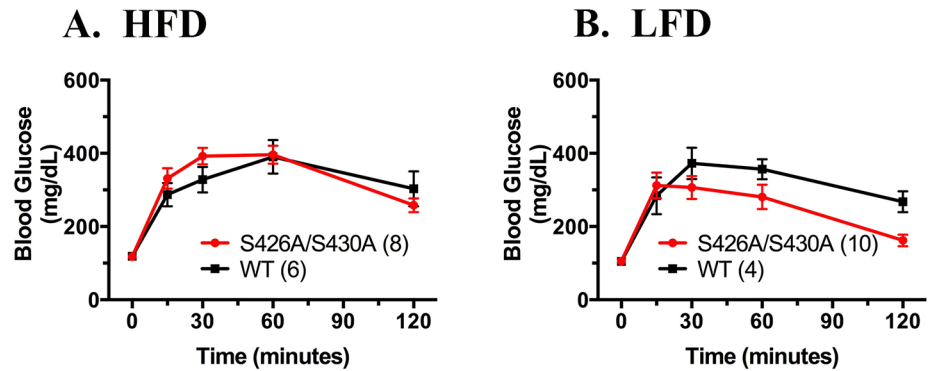 A. HFD
600
400
200
0
Blood Glucose
(mg/dL)
S426A/S430A (8)
WT (6)
0 30 60 90 120
Time (minutes)
B. LFD
600
400
200
0
Blood Glucose
(mg/dL)
S426A/S430A (10)
WT (4)
0 30 60 90 120
Time (minutes)